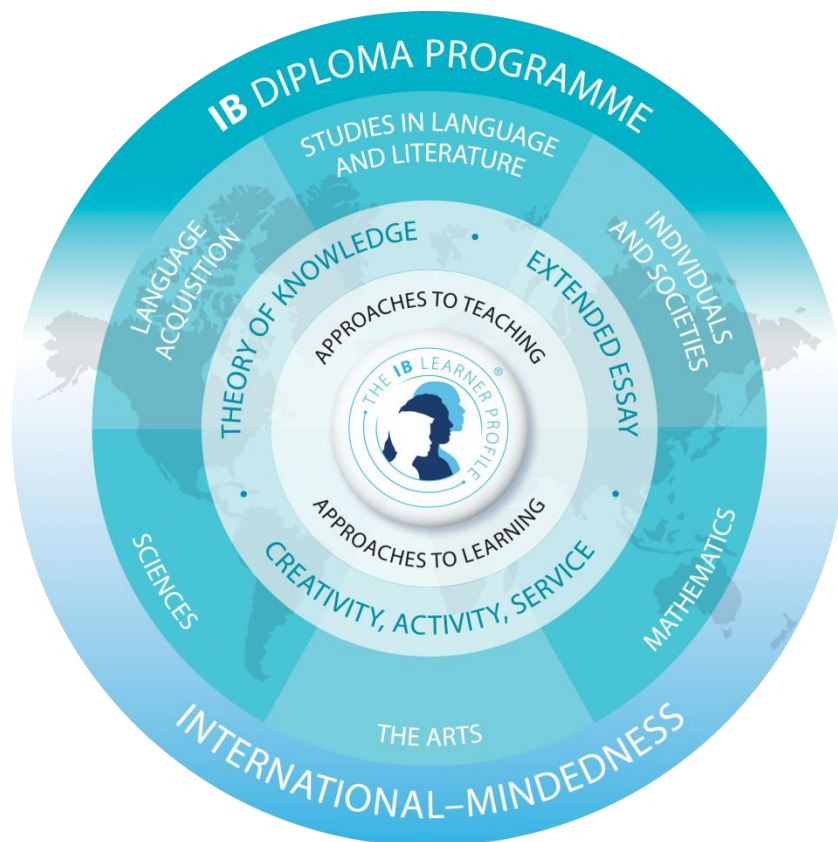 IB DIPLOMA PROGRAMME
STUDIES IN LANGUAGE
AND LITERATURE
LANGUAGE
ACQUISITION
INDIVIDUALS
AND SOCIETIES
THEORY OF KNOWLEDGE
•
EXTENDED ESSAY
•
APPROACHES TO TEACHING
THE IB LEARNER PROFILE
®
APPROACHES TO LEARNING
•
CREATIVITY, ACTIVITY, SERVICE
SCIENCES
MATHEMATICS
THE ARTS
INTERNATIONAL–MINDEDNESS